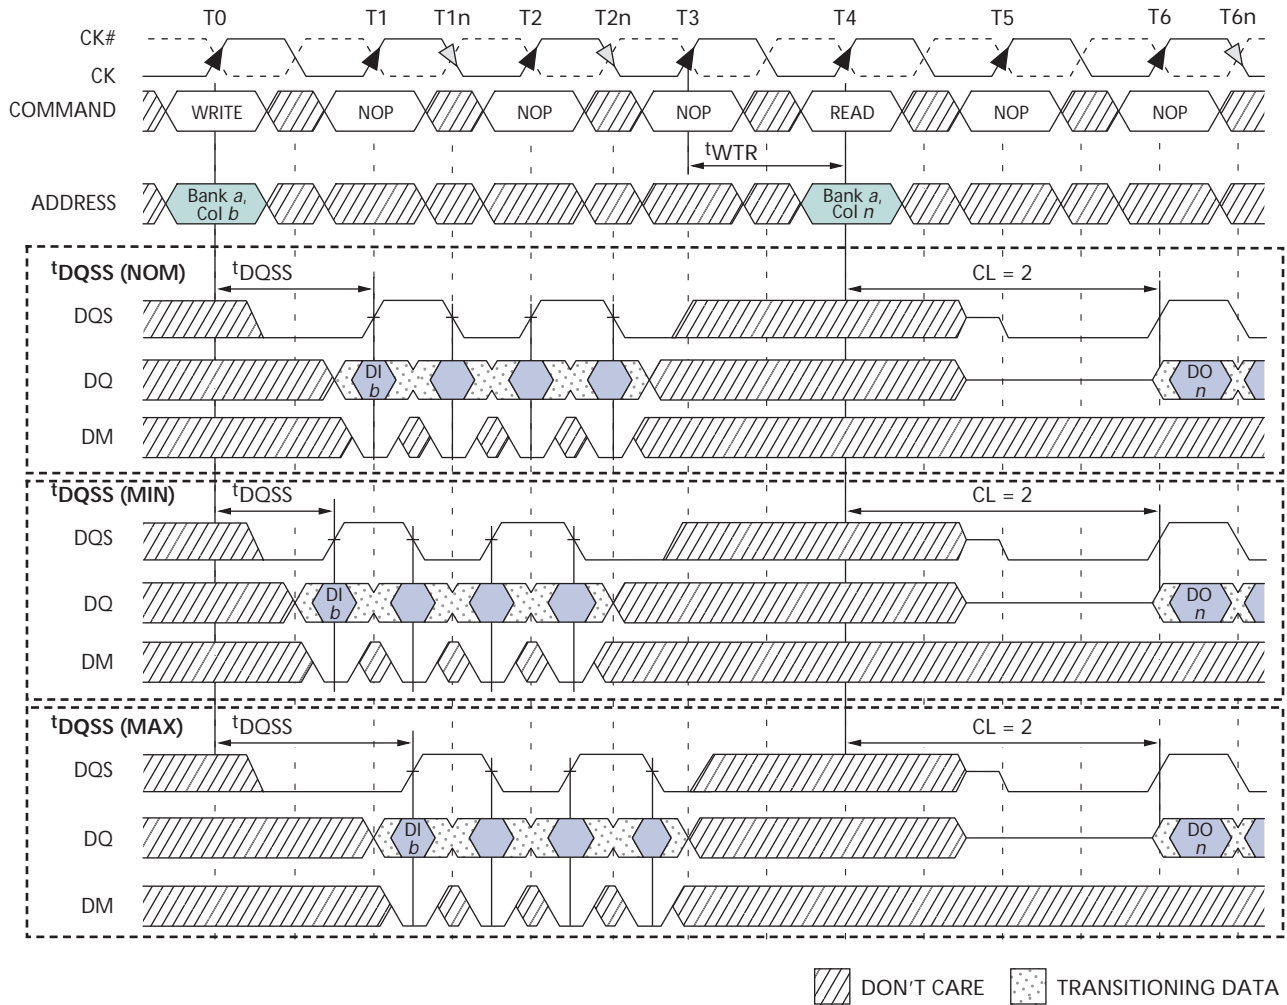 T0 T1 T1n T2 T2n T3 T4 T5 T6 T6n
CK#
CK
COMMAND WRITE NOP NOP NOP READ NOP NOP
tWTR
ADDRESS Bank a, Col b Bank a, Col n
tDQSS (NOM) tDQSS CL = 2
DQS
DQ DI b DO n
DM
tDQSS (MIN) tDQSS CL = 2
DQS
DQ DI b DO n
DM
tDQSS (MAX) tDQSS CL = 2
DQS
DQ DI b DO n
DM
DON'T CARE TRANSITIONING DATA